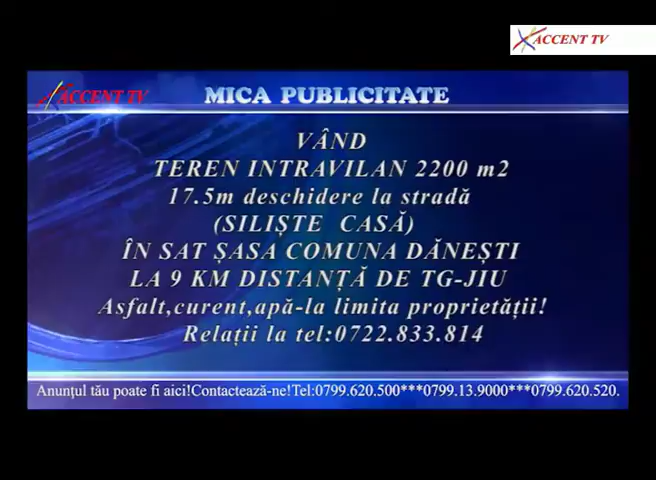 ACCENT TV
ACCENT TV
MICA PUBLICITATE
VÂND
TEREN INTRAVILAN 2200 m2
17.5m deschidere la stradă
(SILIȘTE CASĂ)
ÎN SAT ȘASA COMUNA DĂNEȘTI
LA 9 KM DISTANȚĂ DE TG-JIU
Asfalt,curent,apă-la limita proprietății!
Relații la tel:0722.833.814
Anunțul tău poate fi aici!Contactează-ne!Tel:0799.620.500***0799.13.9000***0799.620.520.